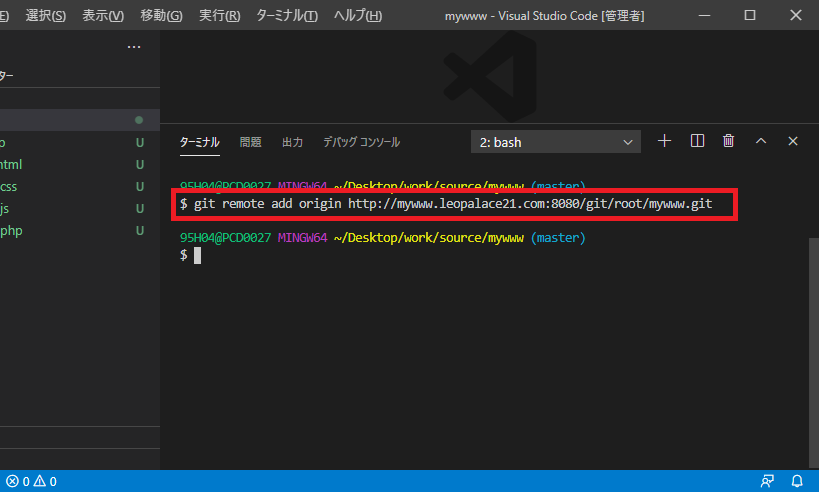 選択(S) 表示(V) 移動(G) 実行(R) ターミナル(T) ヘルプ(H) mywww - Visual Studio Code [管理者]
ター
ターミナル 問題 出力 デバッグ コンソール 2: bash
U
html U
css U
js U
php U
95H04@PCD0027 MINGW64 ~/Desktop/work/source/mywww (master)
$ git remote add origin http://mywww.leopalace21.com:8080/git/root/mywww.git
95H04@PCD0027 MINGW64 ~/Desktop/work/source/mywww (master)
$
0 0